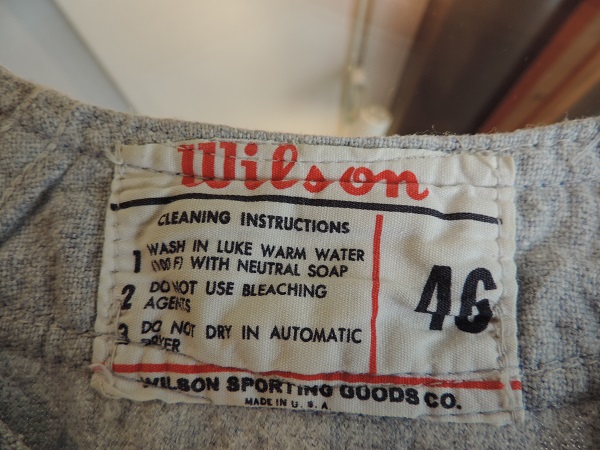 Wilson
CLEANING INSTRUCTIONS
1 WASH IN LUKE WARM WATER
(100 F) WITH NEUTRAL SOAP
2 DO NOT USE BLEACHING
AGENTS
3 DO NOT DRY IN AUTOMATIC
DRYER
46
WILSON SPORTING GOODS CO.
MADE IN U.S.A.